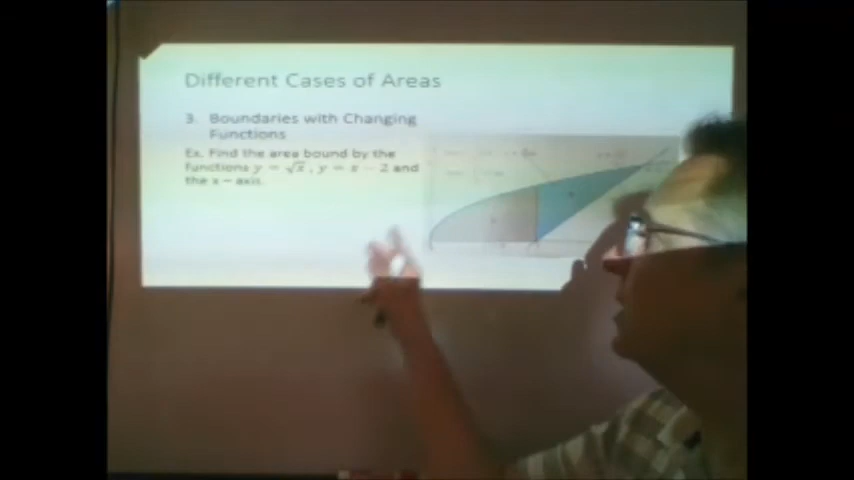 Different Cases of Areas
3. Boundaries with Changing
Functions
Ex. Find the area bound by the
functions y = √x , y = x − 2 and
the x − axis.